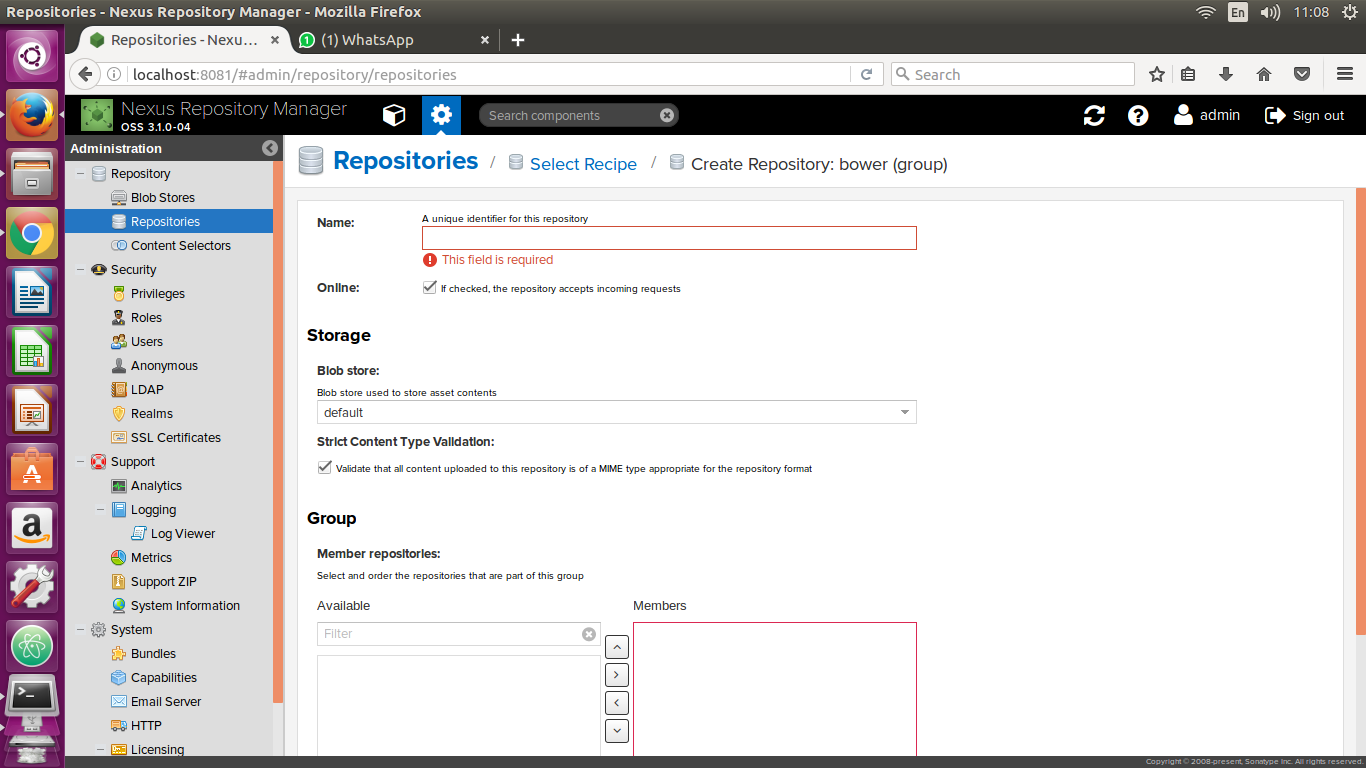 Repositories - Nexus Repository Manager - Mozilla Firefox
En
11:08
Repositories - Nexu...
(1) WhatsApp
localhost:8081/#admin/repository/repositories
Search
Nexus Repository Manager
OSS 3.1.0-04
Search components
admin
Sign out
Administration
Repository
Blob Stores
Repositories
Content Selectors
Security
Privileges
Roles
Users
Anonymous
LDAP
Realms
SSL Certificates
Support
Analytics
Logging
Log Viewer
Metrics
Support ZIP
System Information
System
Bundles
Capabilities
Email Server
HTTP
Licensing
Repositories / Select Recipe / Create Repository: bower (group)
Name:
A unique identifier for this repository
This field is required
Online:
If checked, the repository accepts incoming requests
Storage
Blob store:
Blob store used to store asset contents
default
Strict Content Type Validation:
Validate that all content uploaded to this repository is of a MIME type appropriate for the repository format
Group
Member repositories:
Select and order the repositories that are part of this group
Available
Members
Filter
Copyright © 2008-present, Sonatype Inc. All rights reserved.